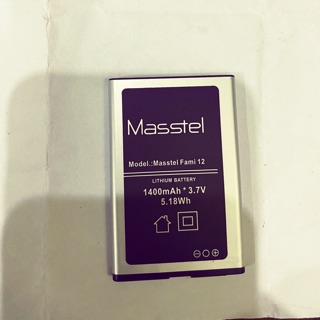 Masstel
Model.:Masstel Fami 12
LITHIUM BATTERY
1400mAh * 3.7V
5.18Wh